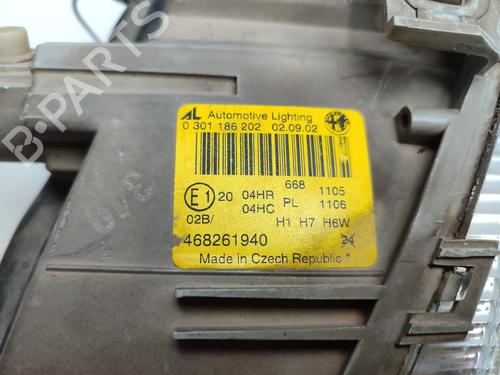 AL Automotive Lighting
0 301 186 202 02.09.02
668 1105
E1 20 04HR
04HC PL 1106
02B/ H1 H7 H6W
468261940 24
Made in Czech Republic *
B-PARTS